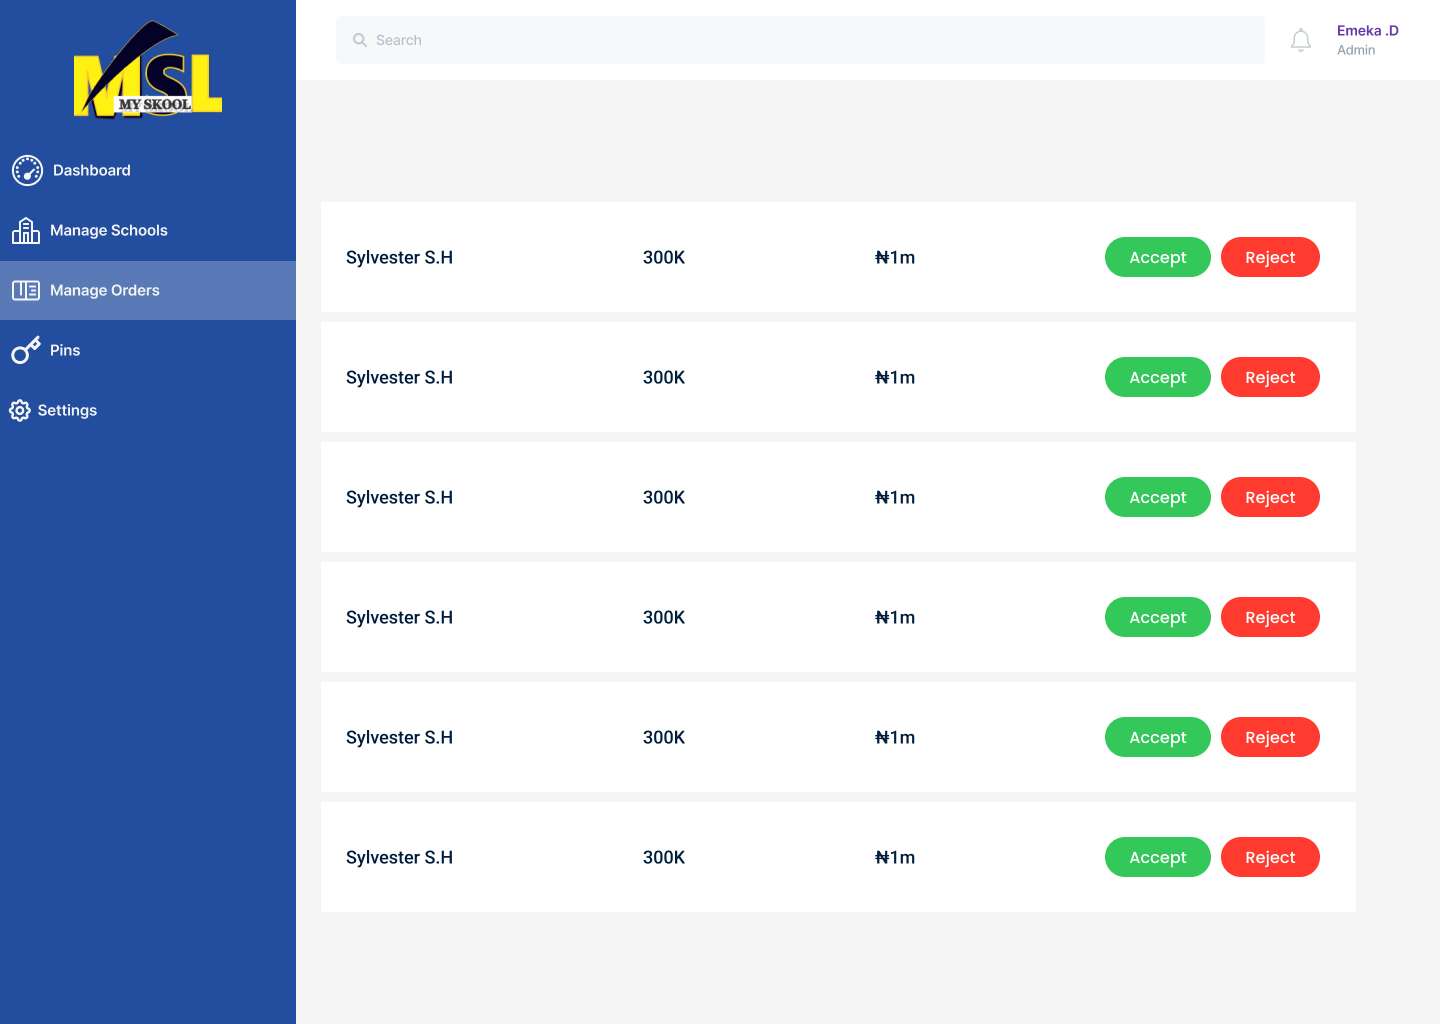 MSL
MY SKOOL
Search
Emeka .D
Admin
Dashboard
Manage Schools
Manage Orders
Pins
Settings
Sylvester S.H 300K ₦1m Accept Reject
Sylvester S.H 300K ₦1m Accept Reject
Sylvester S.H 300K ₦1m Accept Reject
Sylvester S.H 300K ₦1m Accept Reject
Sylvester S.H 300K ₦1m Accept Reject
Sylvester S.H 300K ₦1m Accept Reject